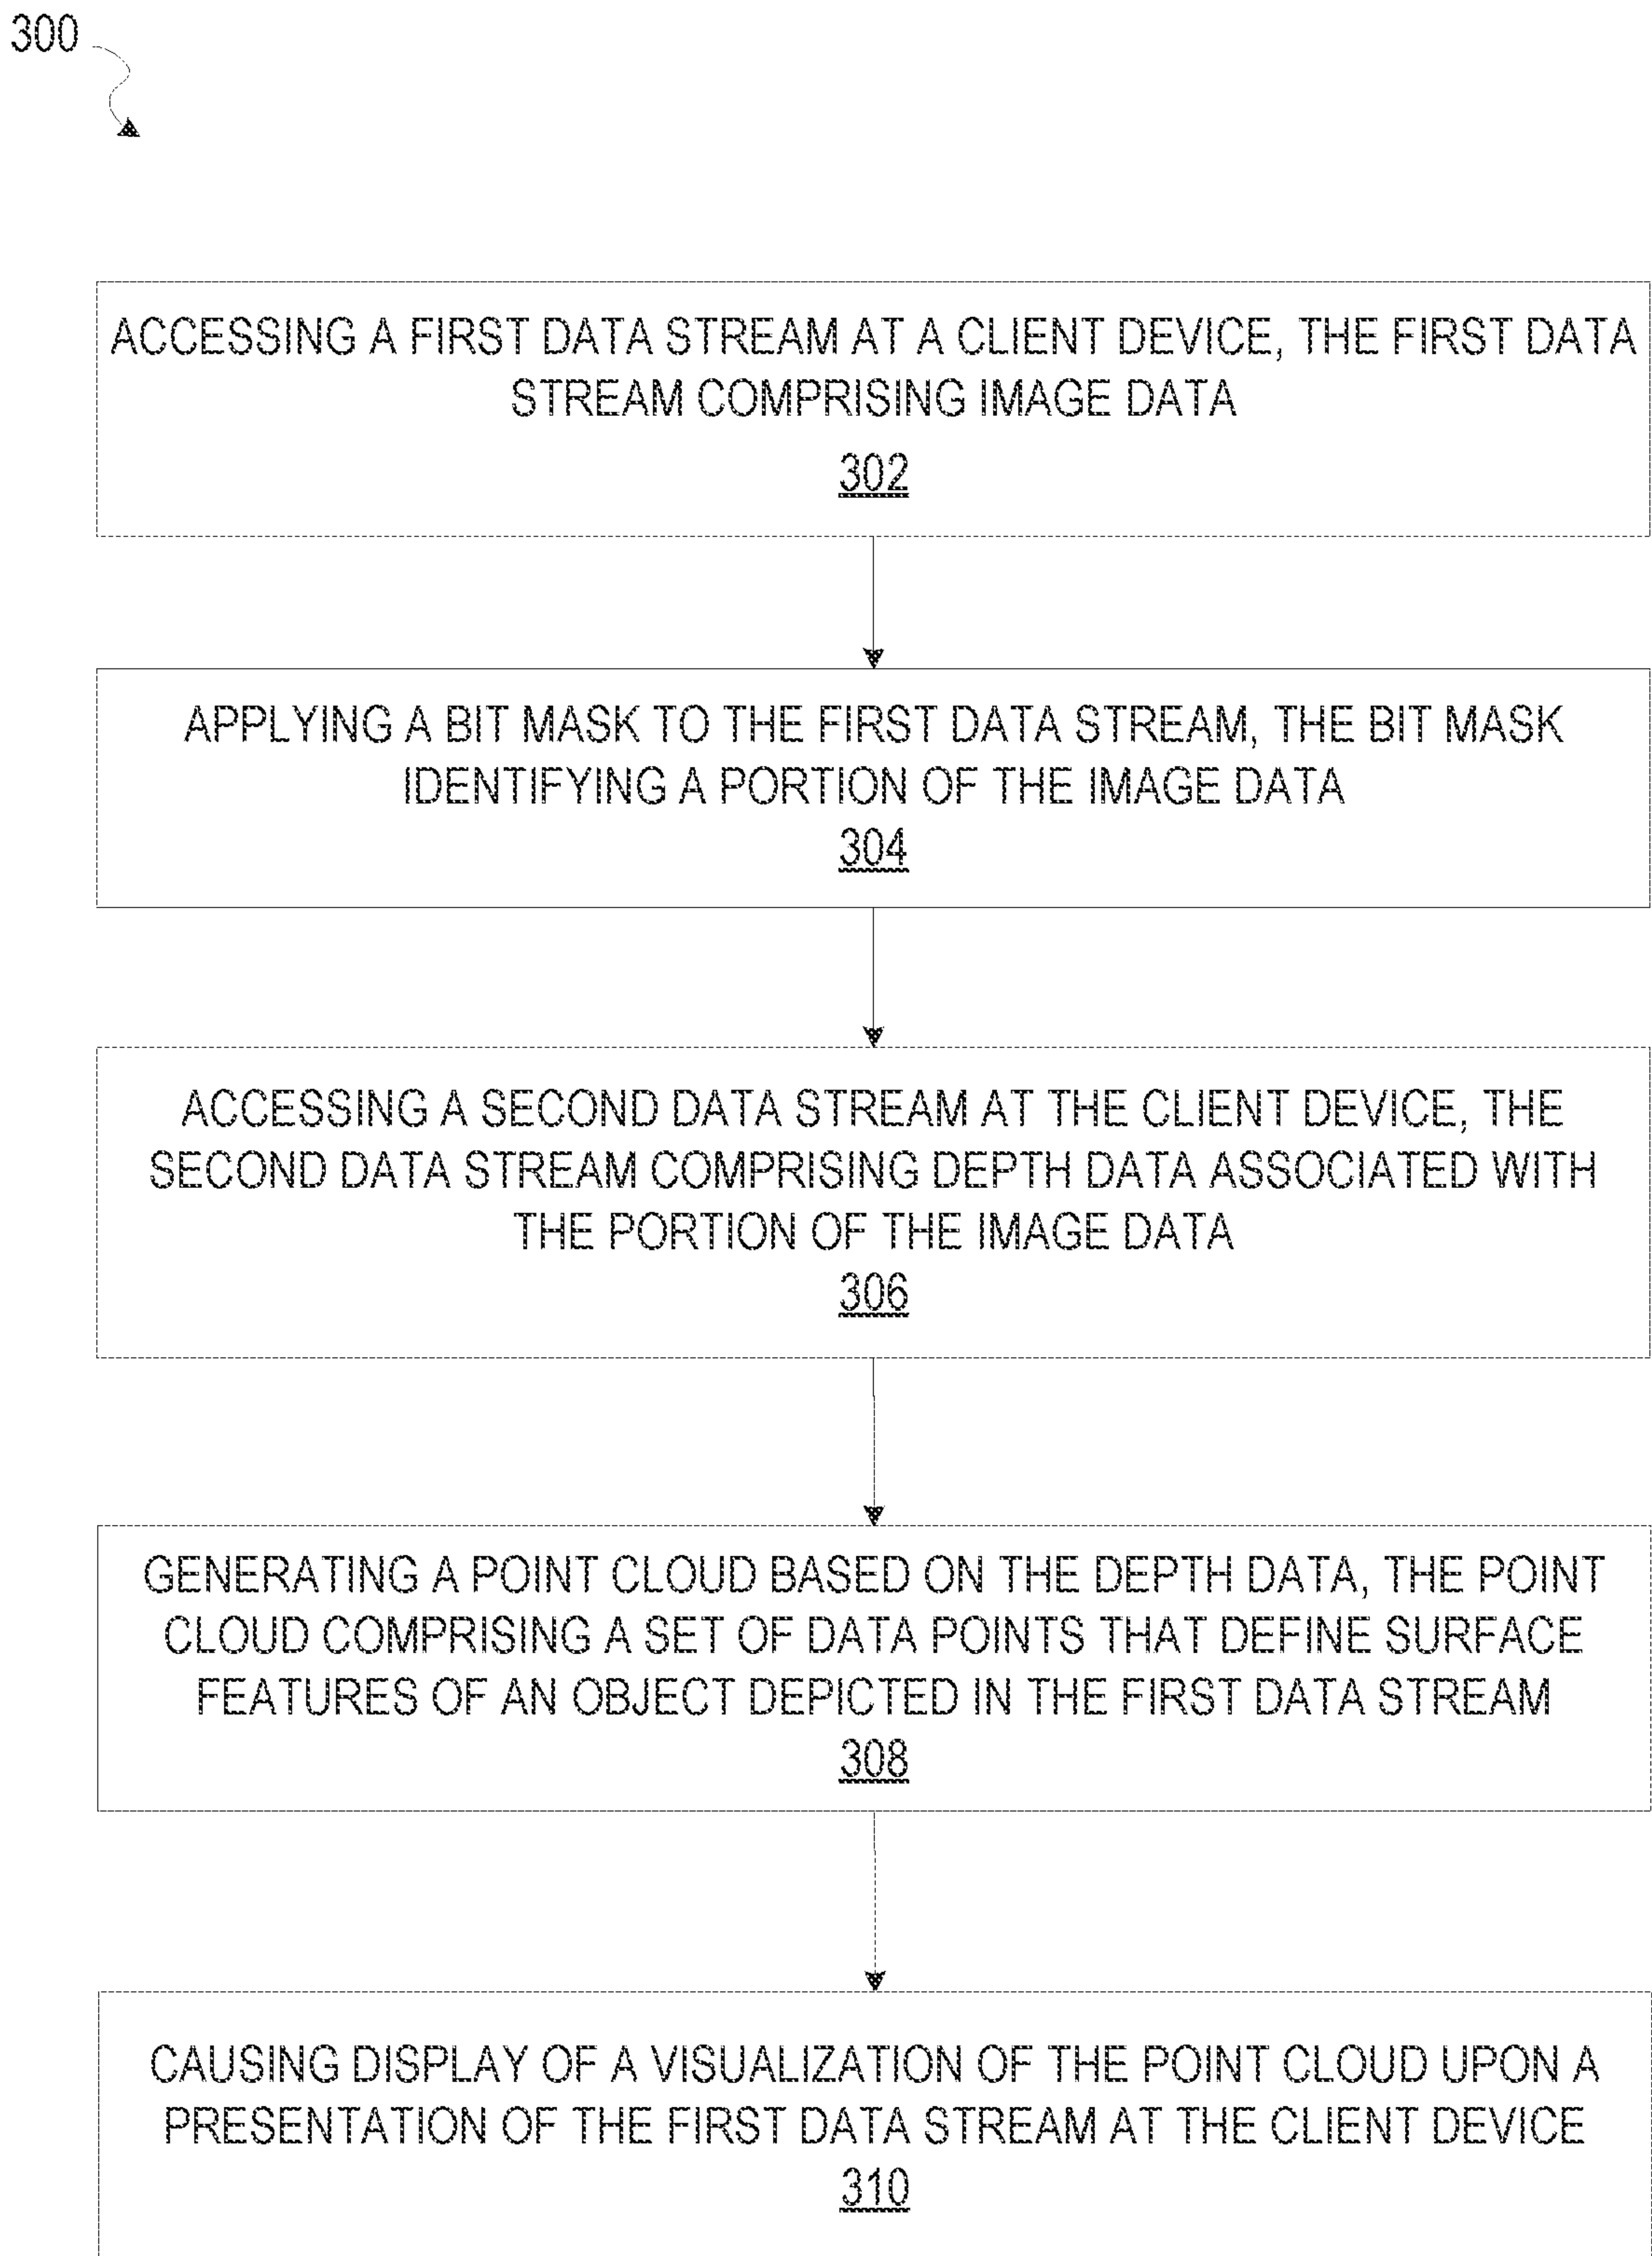 300
ACCESSING A FIRST DATA STREAM AT A CLIENT DEVICE, THE FIRST DATA
STREAM COMPRISING IMAGE DATA
302
APPLYING A BIT MASK TO THE FIRST DATA STREAM, THE BIT MASK
IDENTIFYING A PORTION OF THE IMAGE DATA
304
ACCESSING A SECOND DATA STREAM AT THE CLIENT DEVICE, THE
SECOND DATA STREAM COMPRISING DEPTH DATA ASSOCIATED WITH
THE PORTION OF THE IMAGE DATA
306
GENERATING A POINT CLOUD BASED ON THE DEPTH DATA, THE POINT
CLOUD COMPRISING A SET OF DATA POINTS THAT DEFINE SURFACE
FEATURES OF AN OBJECT DEPICTED IN THE FIRST DATA STREAM
308
CAUSING DISPLAY OF A VISUALIZATION OF THE POINT CLOUD UPON A
PRESENTATION OF THE FIRST DATA STREAM AT THE CLIENT DEVICE
310